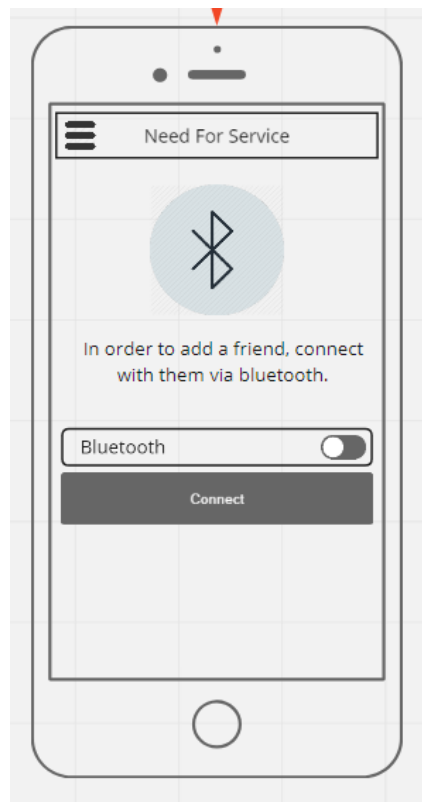 Need For Service
In order to add a friend, connect
with them via bluetooth.
Bluetooth
Connect